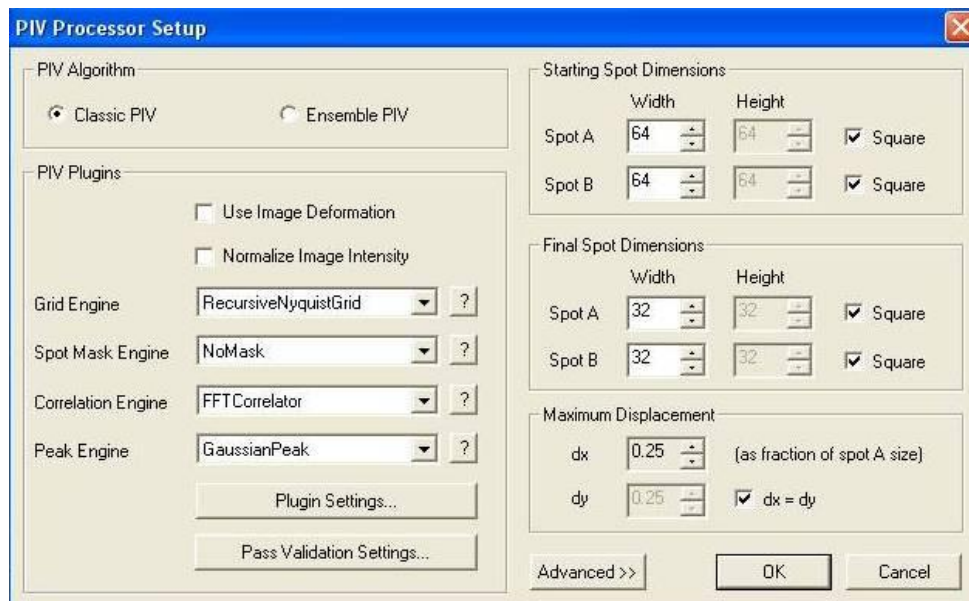 PIV Processor Setup
PIV Algorithm
Classic PIV
Ensemble PIV
PIV Plugins
Use Image Deformation
Normalize Image Intensity
Grid Engine RecursiveNyquistGrid ?
Spot Mask Engine NoMask ?
Correlation Engine FFTCorrelator ?
Peak Engine GaussianPeak ?
Plugin Settings...
Pass Validation Settings...
Starting Spot Dimensions
Width Height
Spot A 64 64 Square
Spot B 64 64 Square
Final Spot Dimensions
Width Height
Spot A 32 32 Square
Spot B 32 32 Square
Maximum Displacement
dx 0.25 (as fraction of spot A size)
dy 0.25 dx = dy
Advanced >> OK Cancel